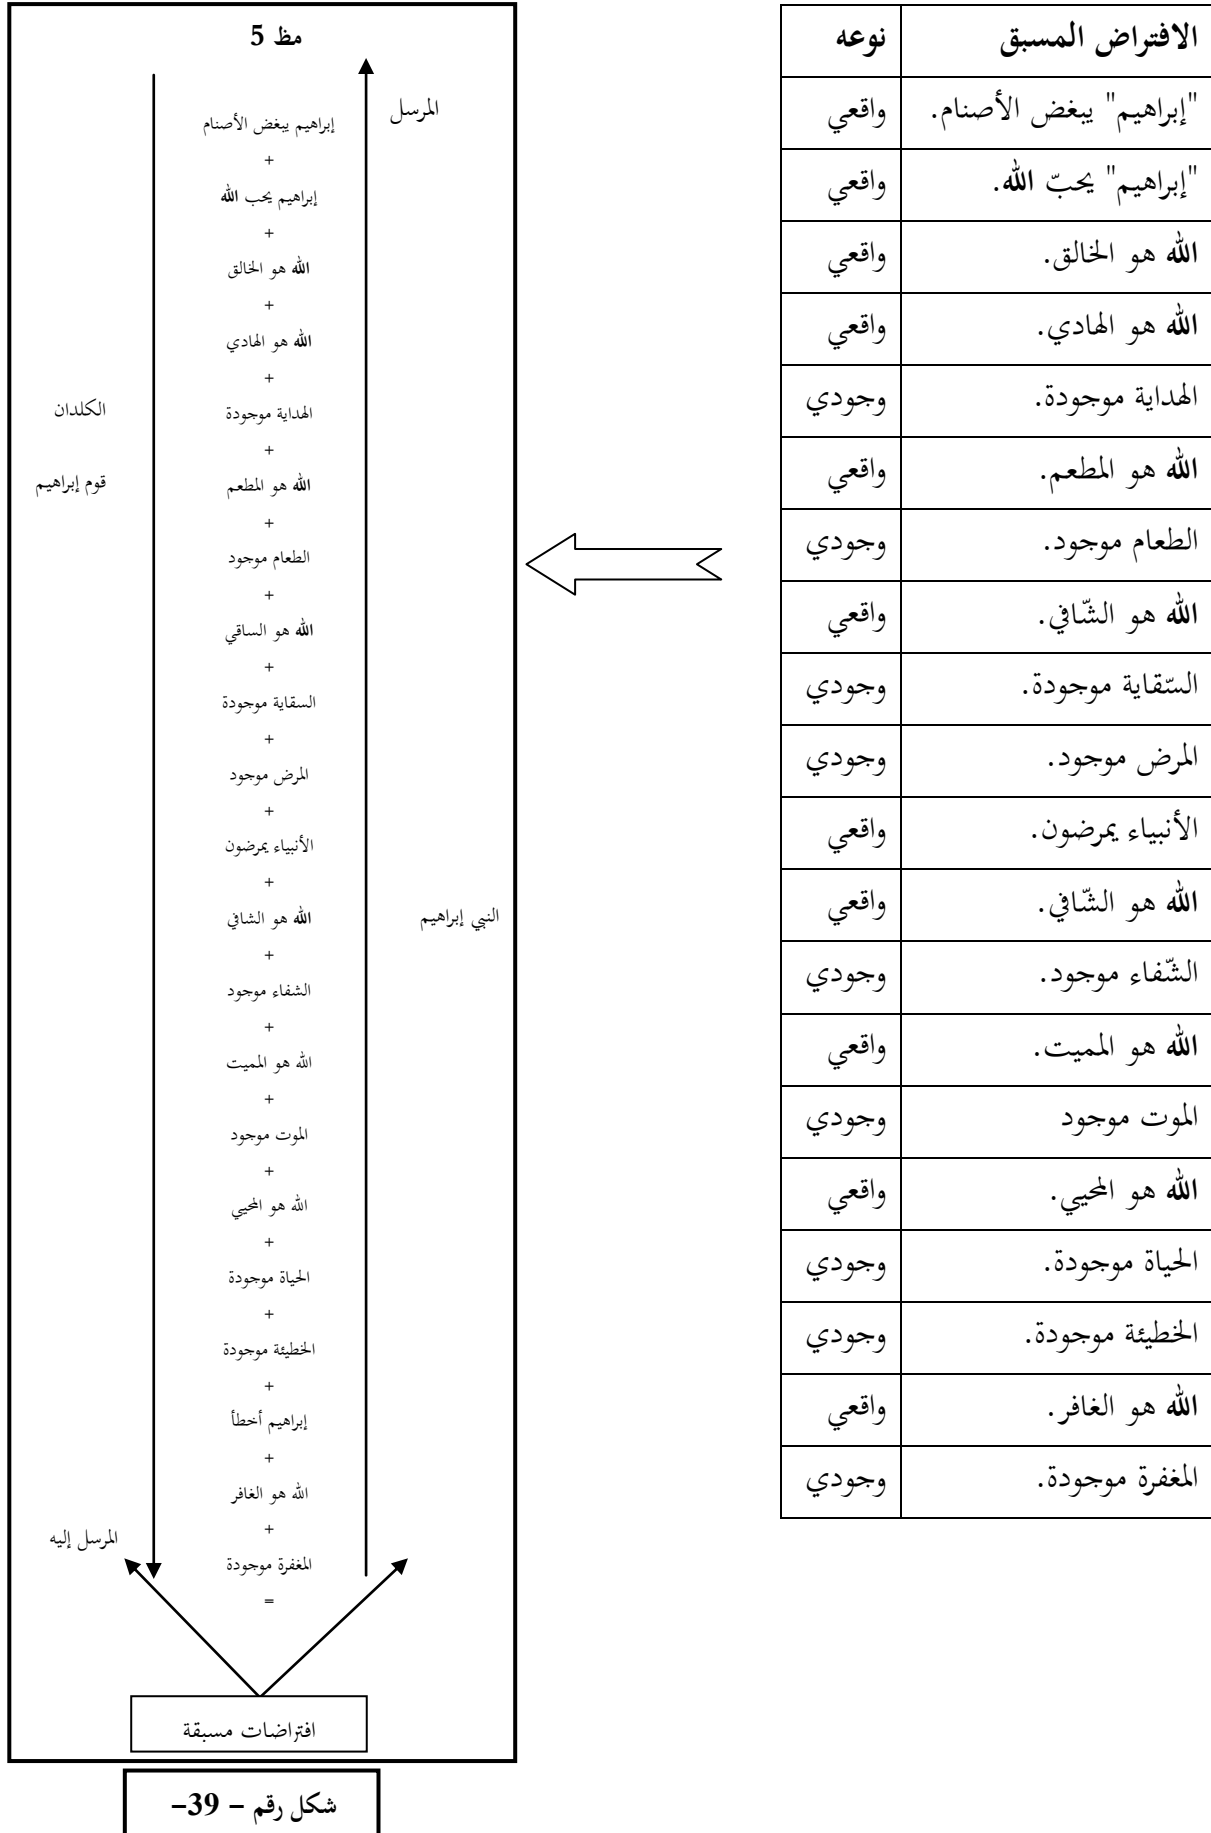 الافتراض المسبق نوعه
"إبراهيم" يبغض الأصنام. واقعي
"إبراهيم" يحبّ الله. واقعي
الله هو الخالق. واقعي
الله هو الهادي. واقعي
الهداية موجودة. وجودي
الله هو المطعم. واقعي
الطعام موجود. وجودي
الله هو الشّافي. واقعي
السّقاية موجودة. وجودي
المرض موجود. وجودي
الأنبياء يمرضون. واقعي
الله هو الشّافي. واقعي
الشّفاء موجود. وجودي
الله هو المميت. واقعي
الموت موجود وجودي
الله هو المحيي. واقعي
الحياة موجودة. وجودي
الخطيئة موجودة. وجودي
الله هو الغافر. واقعي
المغفرة موجودة. وجودي
مظ 5
المرسل
إبراهيم يبغض الأصنام
+
إبراهيم يحب الله
+
الله هو الخالق
+
الله هو الهادي
+
الهداية موجودة
+
الله هو المطعم
+
الطعام موجود
+
الله هو الساقي
+
السقاية موجودة
+
المرض موجود
+
الأنبياء يمرضون
+
الله هو الشافي
+
الشفاء موجود
+
الله هو المميت
+
الموت موجود
+
الله هو المحيي
+
الحياة موجودة
+
الخطيئة موجودة
+
إبراهيم أخطأ
+
الله هو الغافر
+
المغفرة موجودة
=
النبي إبراهيم
الكلدان
قوم إبراهيم
المرسل إليه
افتراضات مسبقة
شكل رقم – 39–